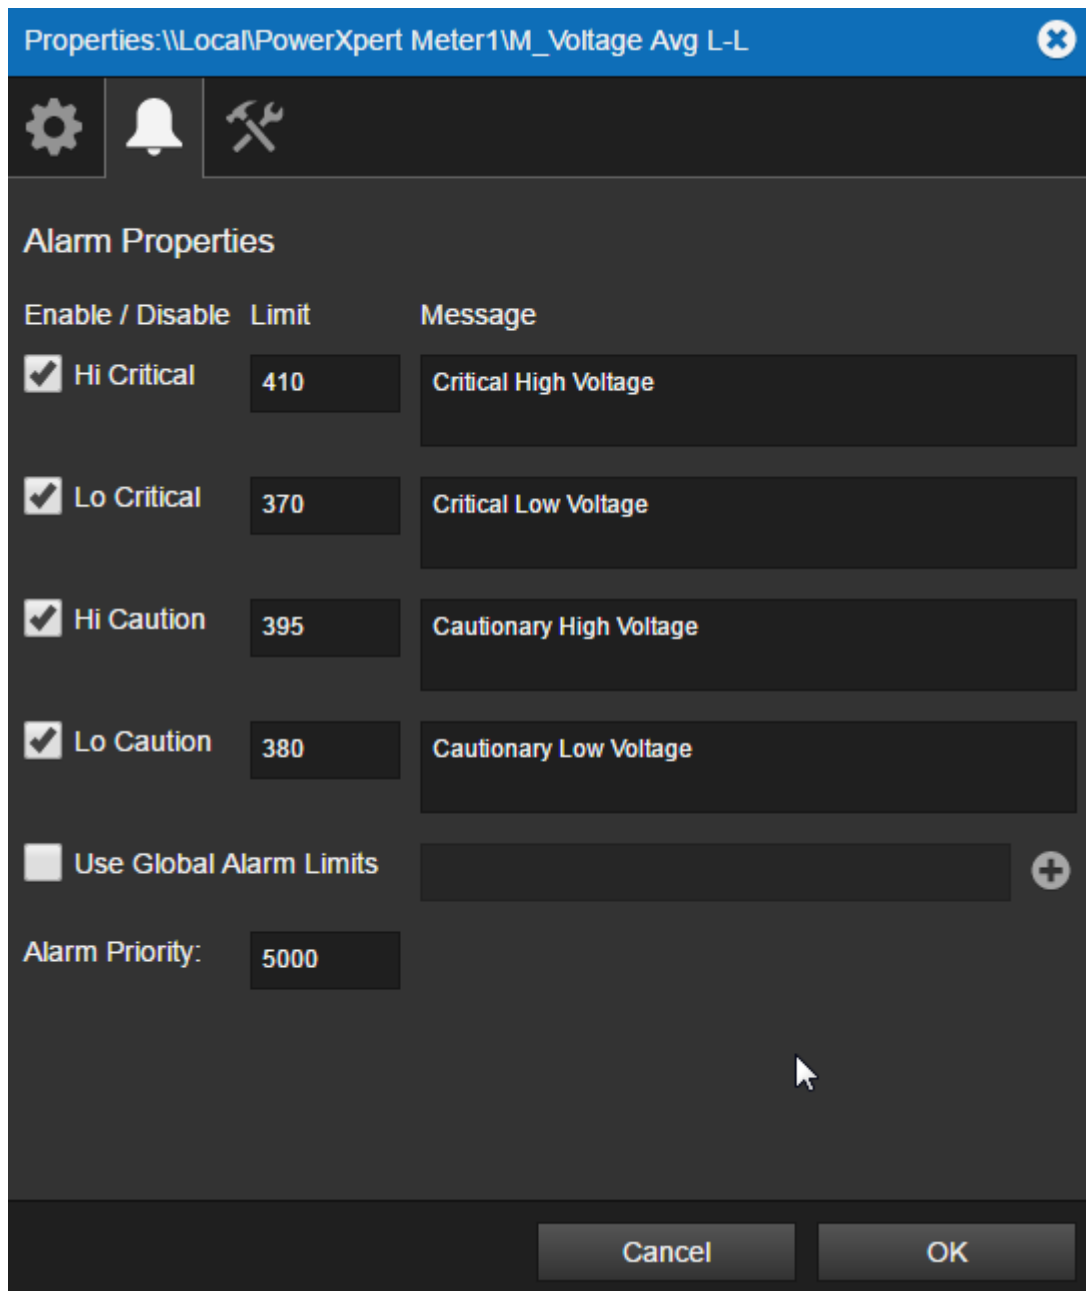 Properties:\\Local\PowerXpert Meter1\M_Voltage Avg L-L
Alarm Properties
Enable / Disable Limit Message
Hi Critical 410 Critical High Voltage
Lo Critical 370 Critical Low Voltage
Hi Caution 395 Cautionary High Voltage
Lo Caution 380 Cautionary Low Voltage
Use Global Alarm Limits
Alarm Priority: 5000
Cancel OK